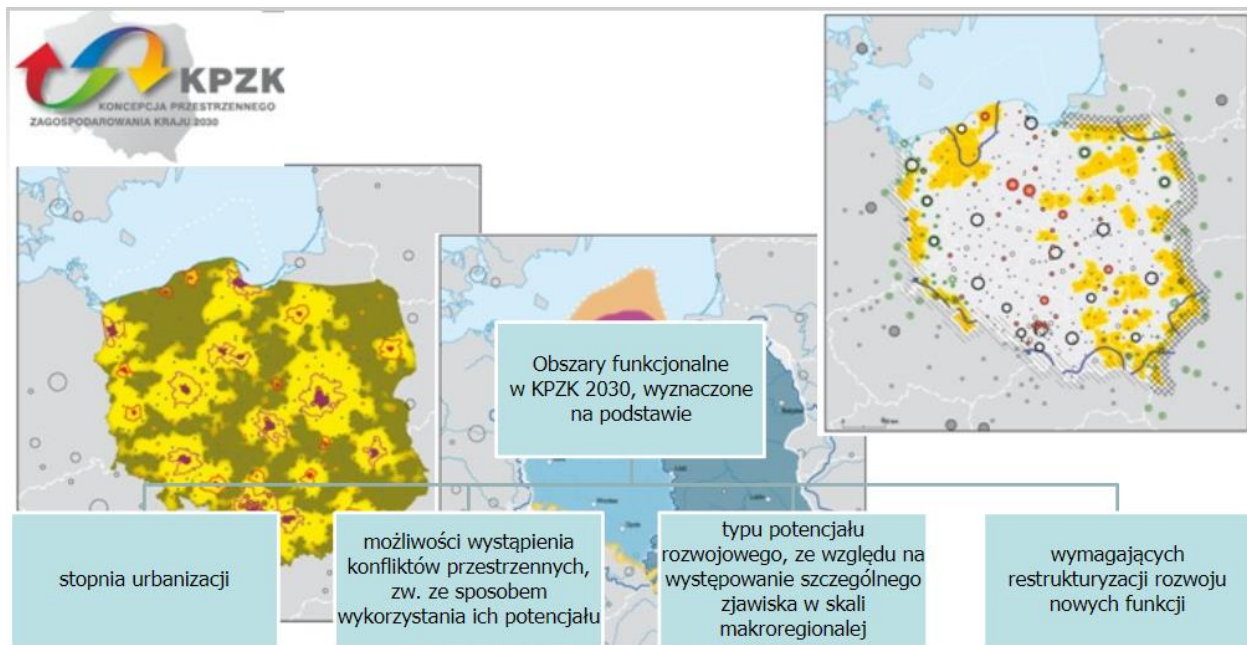 KPZK
KONCEPCJA PRZESTRZENNEGO
ZAGOSPODAROWANIA KRAJU 2030
Obszary funkcjonalne
w KPZK 2030, wyznaczone
na podstawie
stopnia urbanizacji
możliwości wystąpienia
konfliktów przestrzennych,
zw. ze sposobem
wykorzystania ich potencjału
typu potencjału
rozwojowego, ze względu na
występowanie szczególnego
zjawiska w skali
makroregionalej
wymagających
restrukturyzacji rozwoju
nowych funkcji